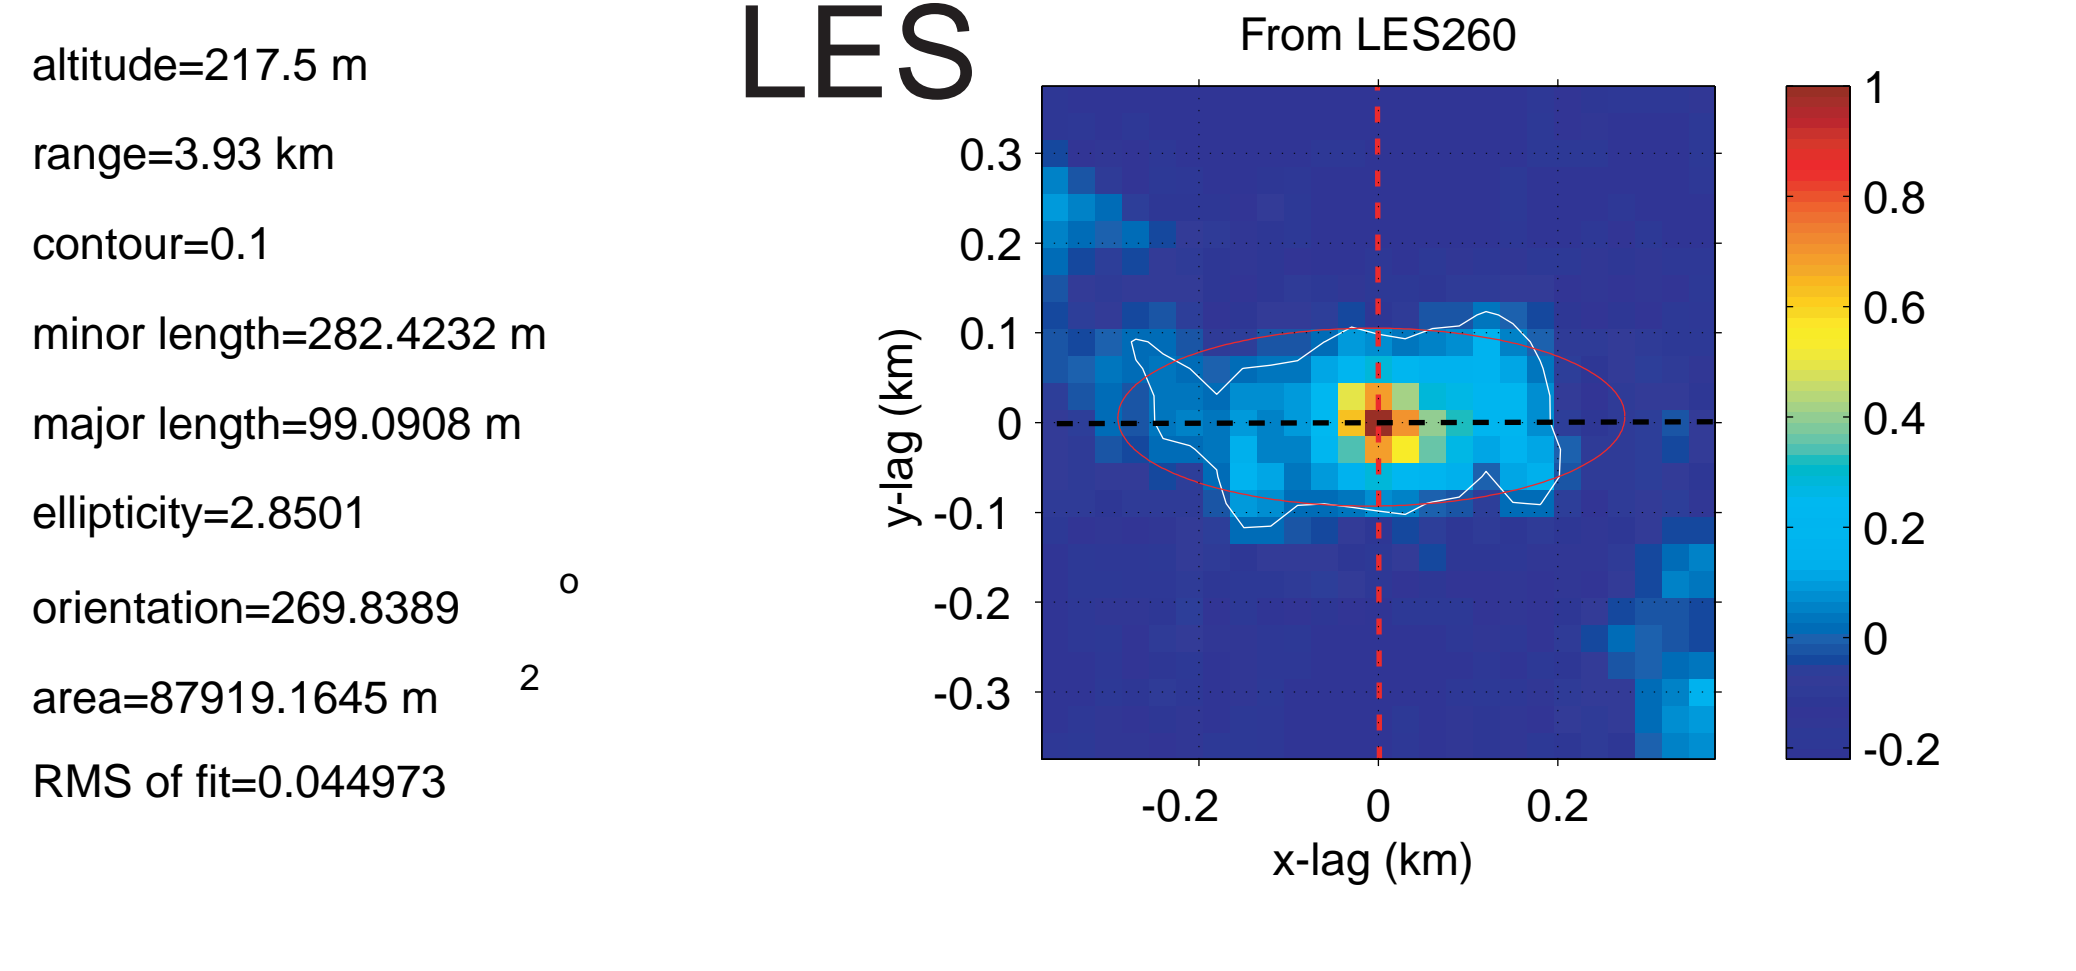 LES
From LES260
altitude=217.5 m
range=3.93 km
contour=0.1
minor length=282.4232 m
major length=99.0908 m
ellipticity=2.8501
orientation=269.8389 o
area=87919.1645 m 2
RMS of fit=0.044973
y-lag (km)
0.3
0.2
0.1
0
-0.1
-0.2
-0.3
-0.2 0 0.2
x-lag (km)
1
0.8
0.6
0.4
0.2
0
-0.2